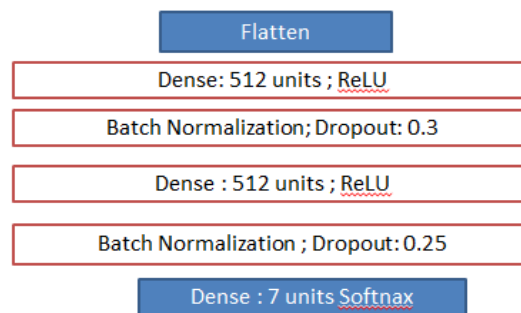 Flatten
Dense: 512 units ; ReLU
Batch Normalization; Dropout: 0.3
Dense : 512 units ; ReLU
Batch Normalization ; Dropout: 0.25
Dense : 7 units Softnax